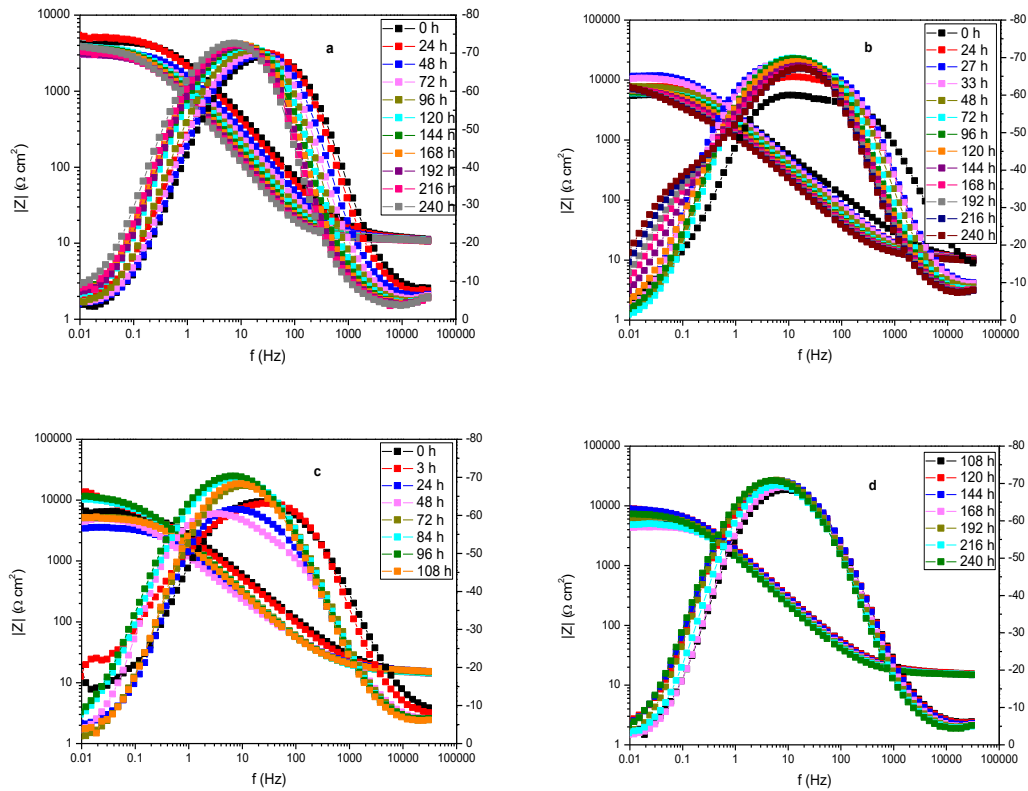 a
|Z| (Ω cm²)
10000
1000
100
10
1
-80
-70
-60
-50
-40
-30
-20
-10
0
0.01 0.1 1 10 100 1000 10000 100000
f (Hz)
0 h
24 h
48 h
72 h
96 h
120 h
144 h
168 h
192 h
216 h
240 h
b
|Z| (Ω cm²)
100000
10000
1000
100
10
1
-80
-70
-60
-50
-40
-30
-20
-10
0
0.01 0.1 1 10 100 1000 10000 100000
f (Hz)
0 h
24 h
27 h
33 h
48 h
72 h
96 h
120 h
144 h
168 h
192 h
216 h
240 h
c
|Z| (Ω cm²)
100000
10000
1000
100
10
1
-80
-70
-60
-50
-40
-30
-20
-10
0
0.01 0.1 1 10 100 1000 10000 100000
f (Hz)
0 h
3 h
24 h
48 h
72 h
84 h
96 h
108 h
d
|Z| (Ω cm²)
100000
10000
1000
100
10
1
-80
-70
-60
-50
-40
-30
-20
-10
0
0.01 0.1 1 10 100 1000 10000 100000
f (Hz)
108 h
120 h
144 h
168 h
192 h
216 h
240 h